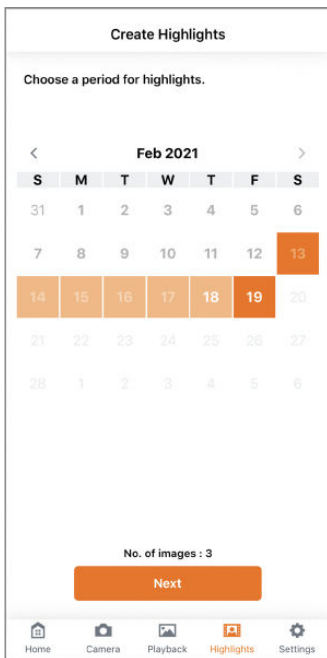 Create Highlights
Choose a period for highlights.
< Feb 2021 >
S M T W T F S
31 1 2 3 4 5 6
7 8 9 10 11 12 13
14 15 16 17 18 19 20
21 22 23 24 25 26 27
28 1 2 3 4 5 6
No. of images : 3
Next
Home Camera Playback Highlights Settings